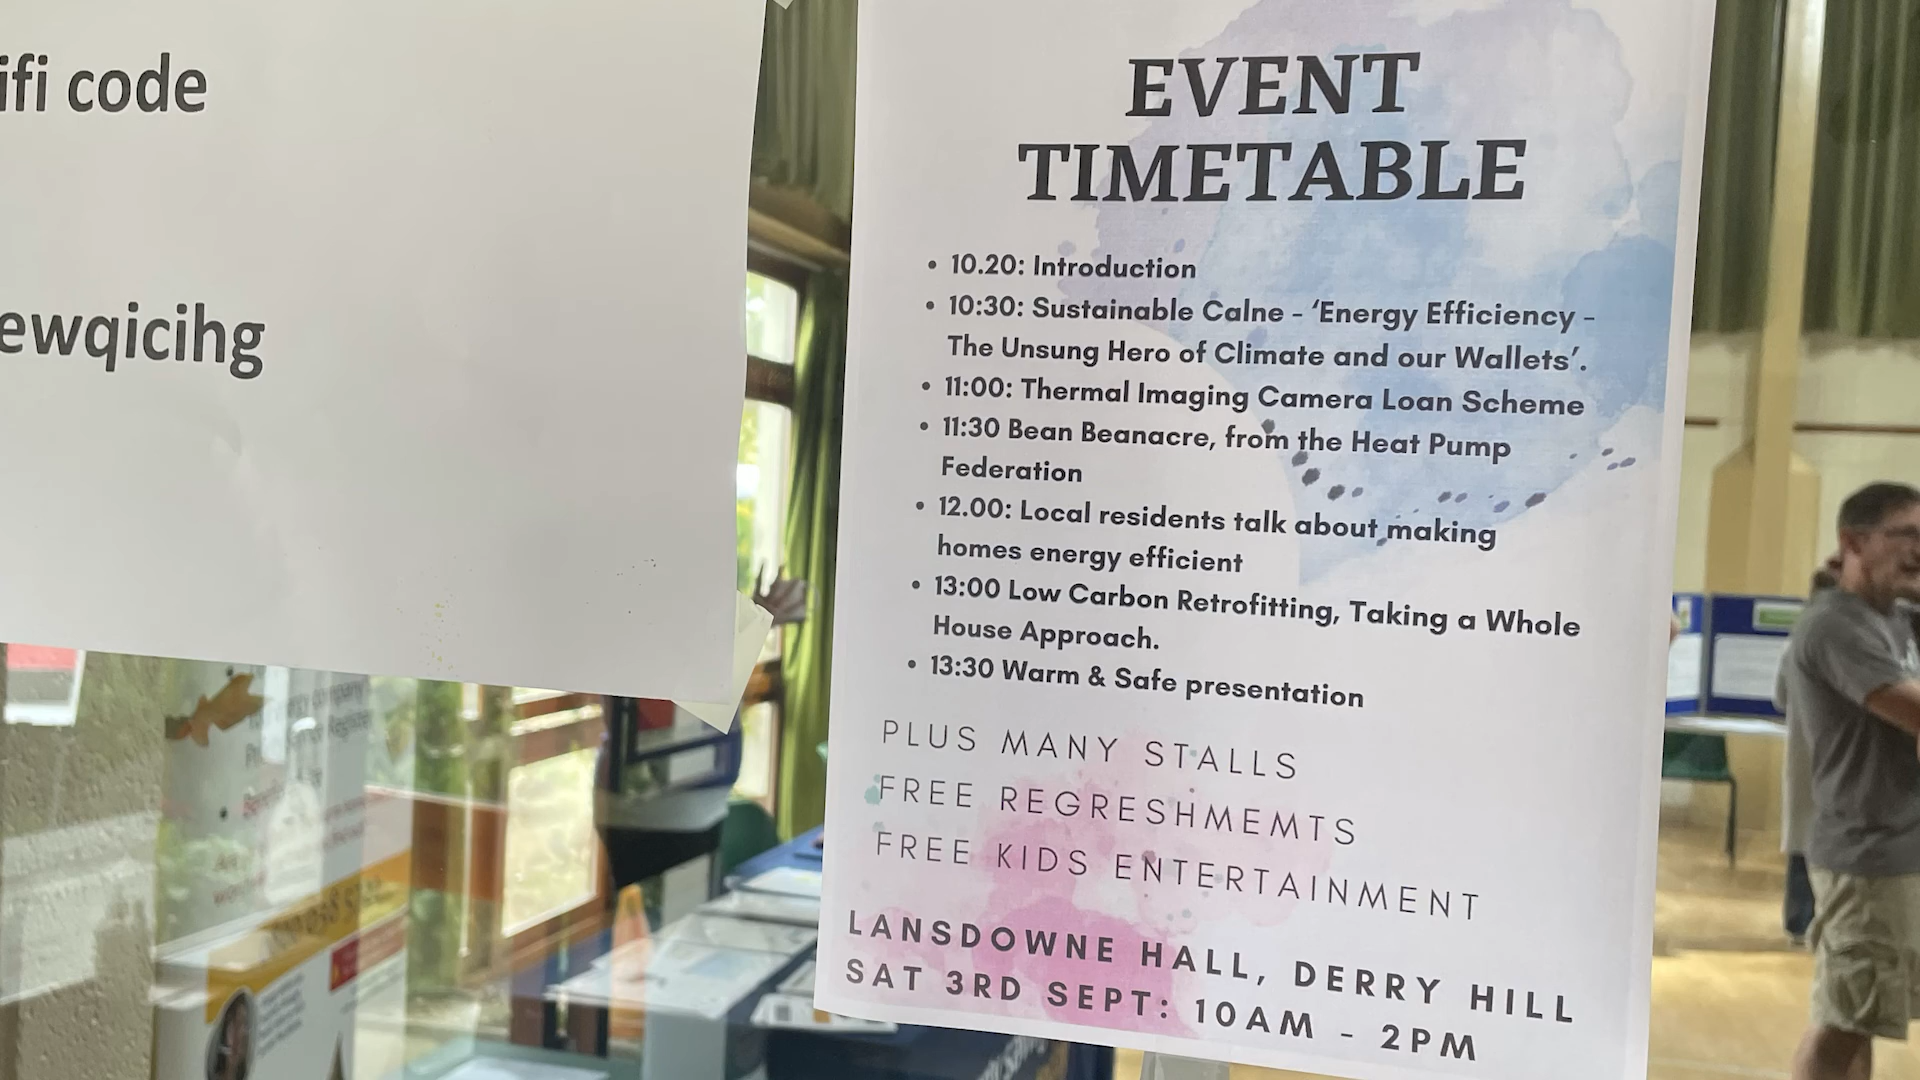 ifi code
ewqicihg
EVENT
TIMETABLE
• 10.20: Introduction
• 10:30: Sustainable Calne - ‘Energy Efficiency -
The Unsung Hero of Climate and our Wallets’.
• 11:00: Thermal Imaging Camera Loan Scheme
• 11:30 Bean Beanacre, from the Heat Pump
Federation
• 12.00: Local residents talk about making
homes energy efficient
• 13:00 Low Carbon Retrofitting, Taking a Whole
House Approach.
• 13:30 Warm & Safe presentation
PLUS MANY STALLS
FREE REGRESHMEMTS
FREE KIDS ENTERTAINMENT
LANSDOWNE HALL, DERRY HILL
SAT 3RD SEPT: 10AM - 2PM